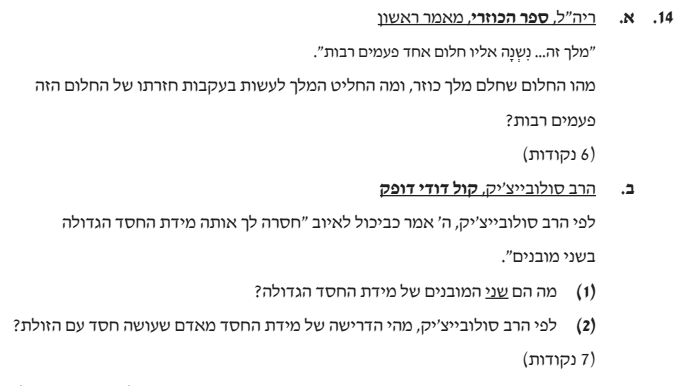 14. א. ריה"ל, ספר הכוזרי, מאמר ראשון
"מלך זה... נִשְנָה אליו חלום אחד פעמים רבות".
מהו החלום שחלם מלך כוזר, ומה החליט המלך לעשות בעקבות חזרתו של החלום הזה
פעמים רבות?
(6 נקודות)
ב. הרב סולובייצ'יק, קול דודי דופק
לפי הרב סולובייצ'יק, ה' אמר כביכול לאיוב "חסרה לך אותה מידת החסד הגדולה
בשני מובנים".
(1) מה הם שני המובנים של מידת החסד הגדולה?
(2) לפי הרב סולובייצ'יק, מהי הדרישה של מידת החסד מאדם שעושה חסד עם הזולת?
(7 נקודות)